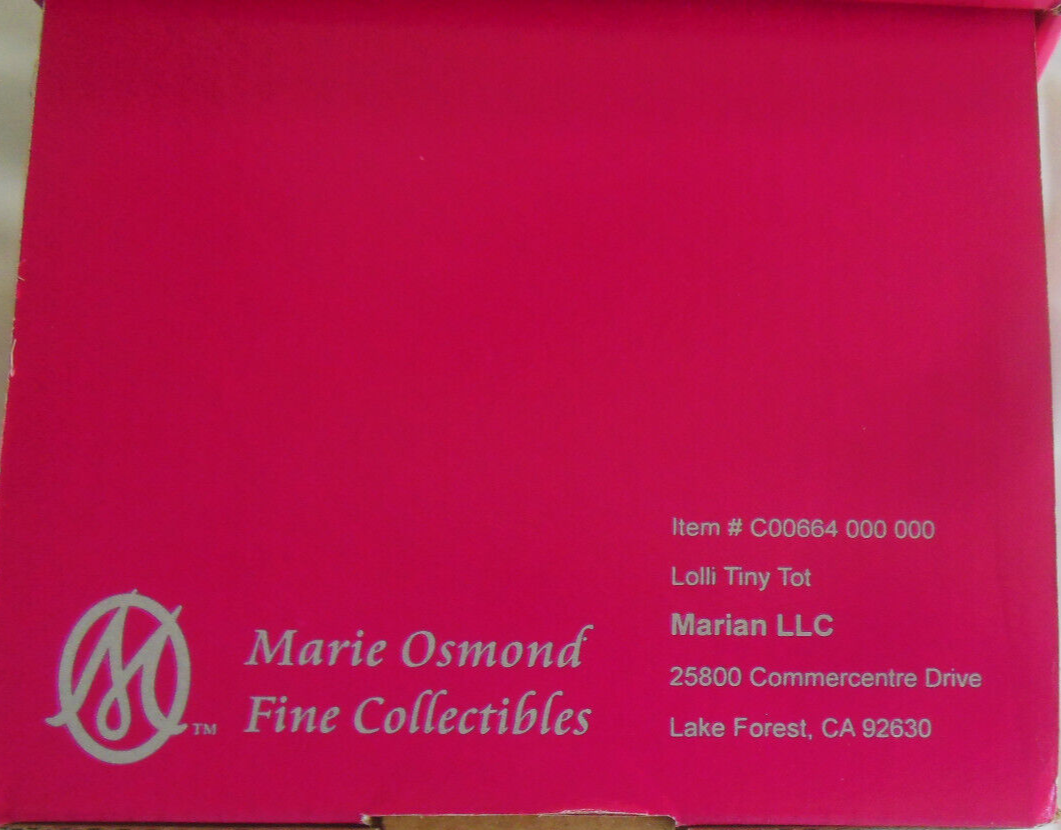 Item # C00664 000 000
Lolli Tiny Tot
Marian LLC
25800 Commercentre Drive
Lake Forest, CA 92630
M
TM
Marie Osmond
Fine Collectibles